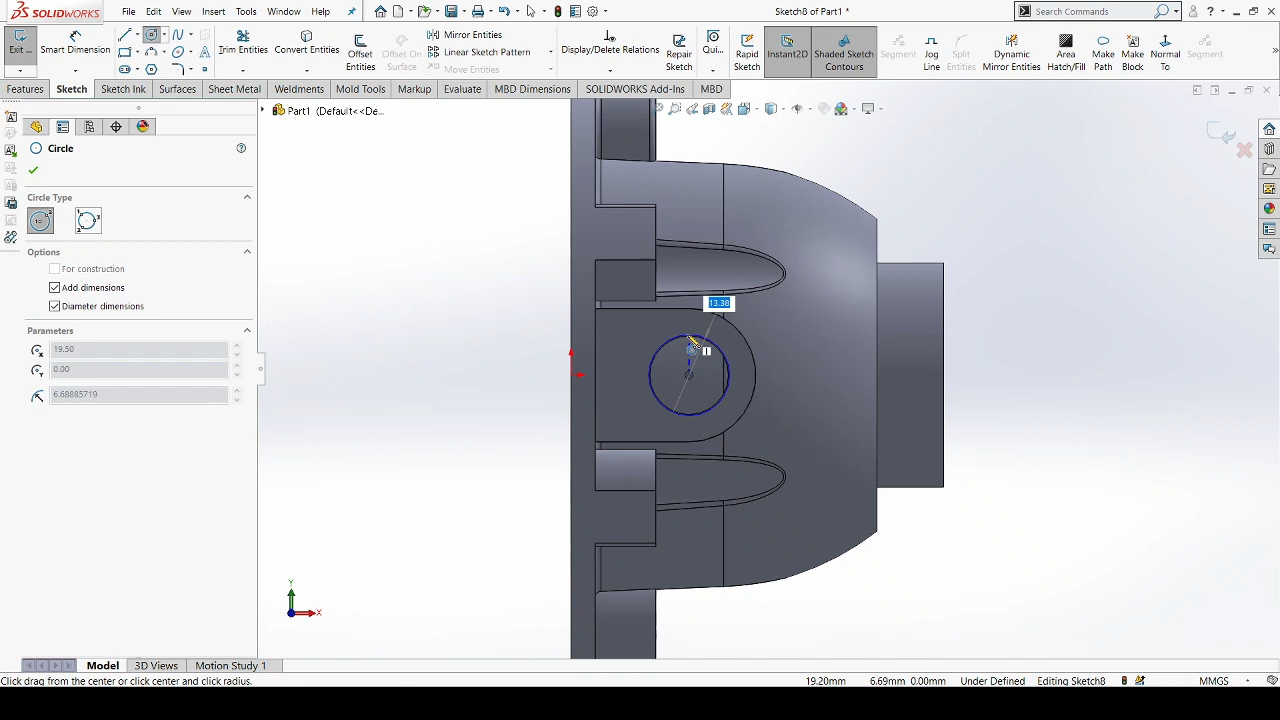 SOLIDWORKS
File Edit View Insert Tools Window Help
Sketch8 of Part1 *
Search Commands
Exit ...
Smart Dimension
Trim Entities
Convert Entities
Offset Entities
Offset On Surface
Mirror Entities
Linear Sketch Pattern
Move Entities
Display/Delete Relations
Repair Sketch
Qui...
Rapid Sketch
Instant2D
Shaded Sketch Contours
Segment
Jog Line
Split Entities
Dynamic Mirror Entities
Area Hatch/Fill
Make Path
Make Block
Normal To
Segment
Features Sketch Sketch Ink Surfaces Sheet Metal Weldments Mold Tools Markup Evaluate MBD Dimensions SOLIDWORKS Add-Ins MBD
Part1 (Default<<De...
Circle
Circle Type
Options
For construction
Add dimensions
Diameter dimensions
Parameters
19.50
0.00
6.68885719
13.38
Y
X
Model 3D Views Motion Study 1
Click drag from the center or click center and click radius.
19.20mm 6.69mm 0.00mm Under Defined Editing Sketch8 MMGS